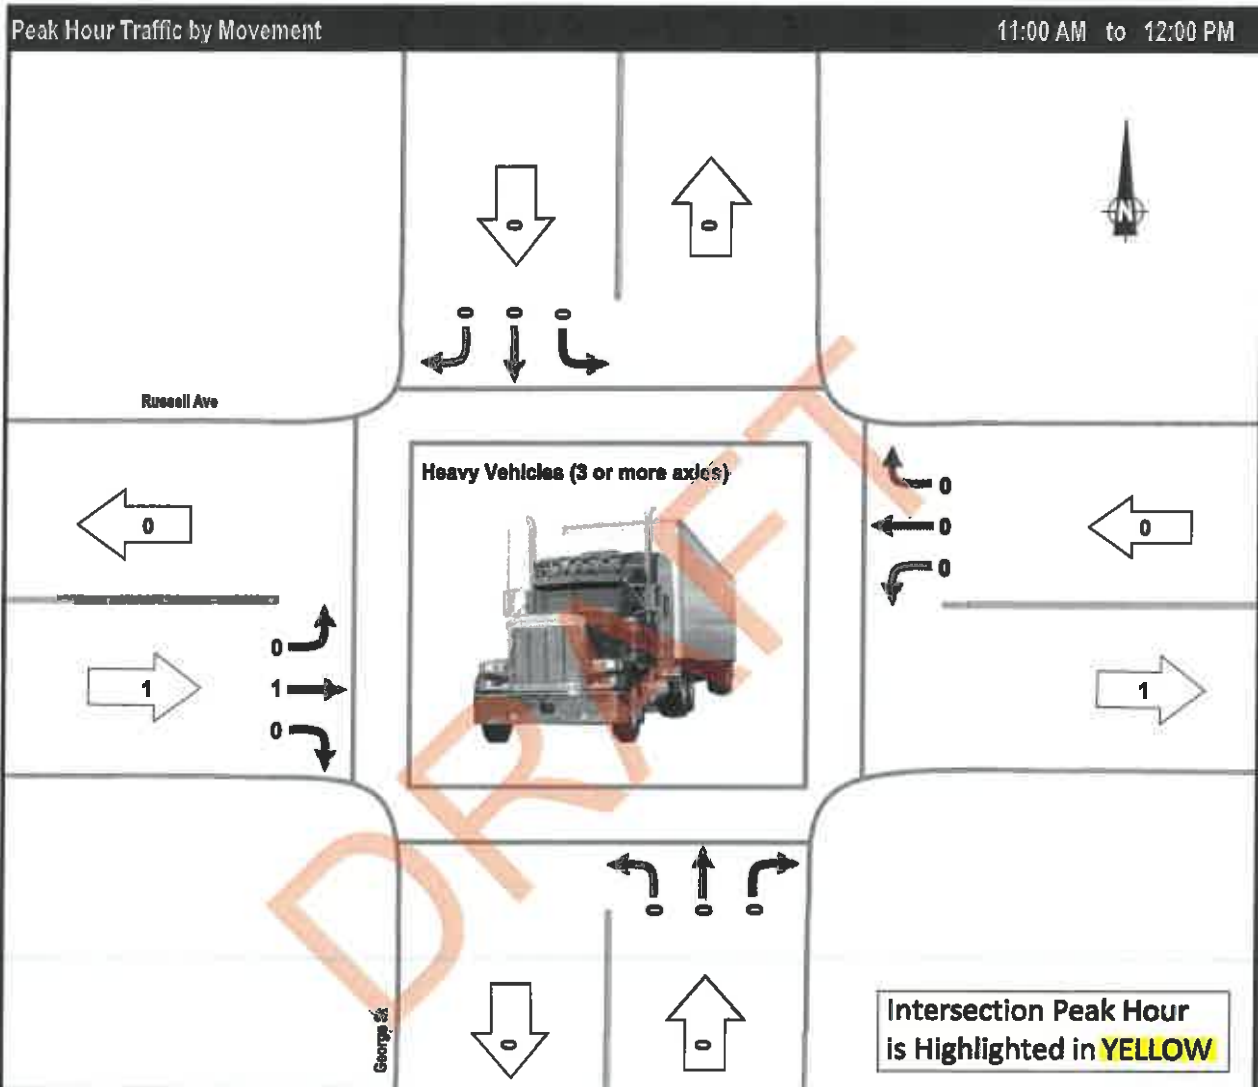 Peak Hour Traffic by Movement 11:00 AM to 12:00 PM
N
0 0
0 0 0
Russell Ave
Heavy Vehicles (3 or more axles)
0
0 0 0
0
0
1 1 1
0
DRAFT
0 0 0
George St
0 0
Intersection Peak Hour
is Highlighted in YELLOW